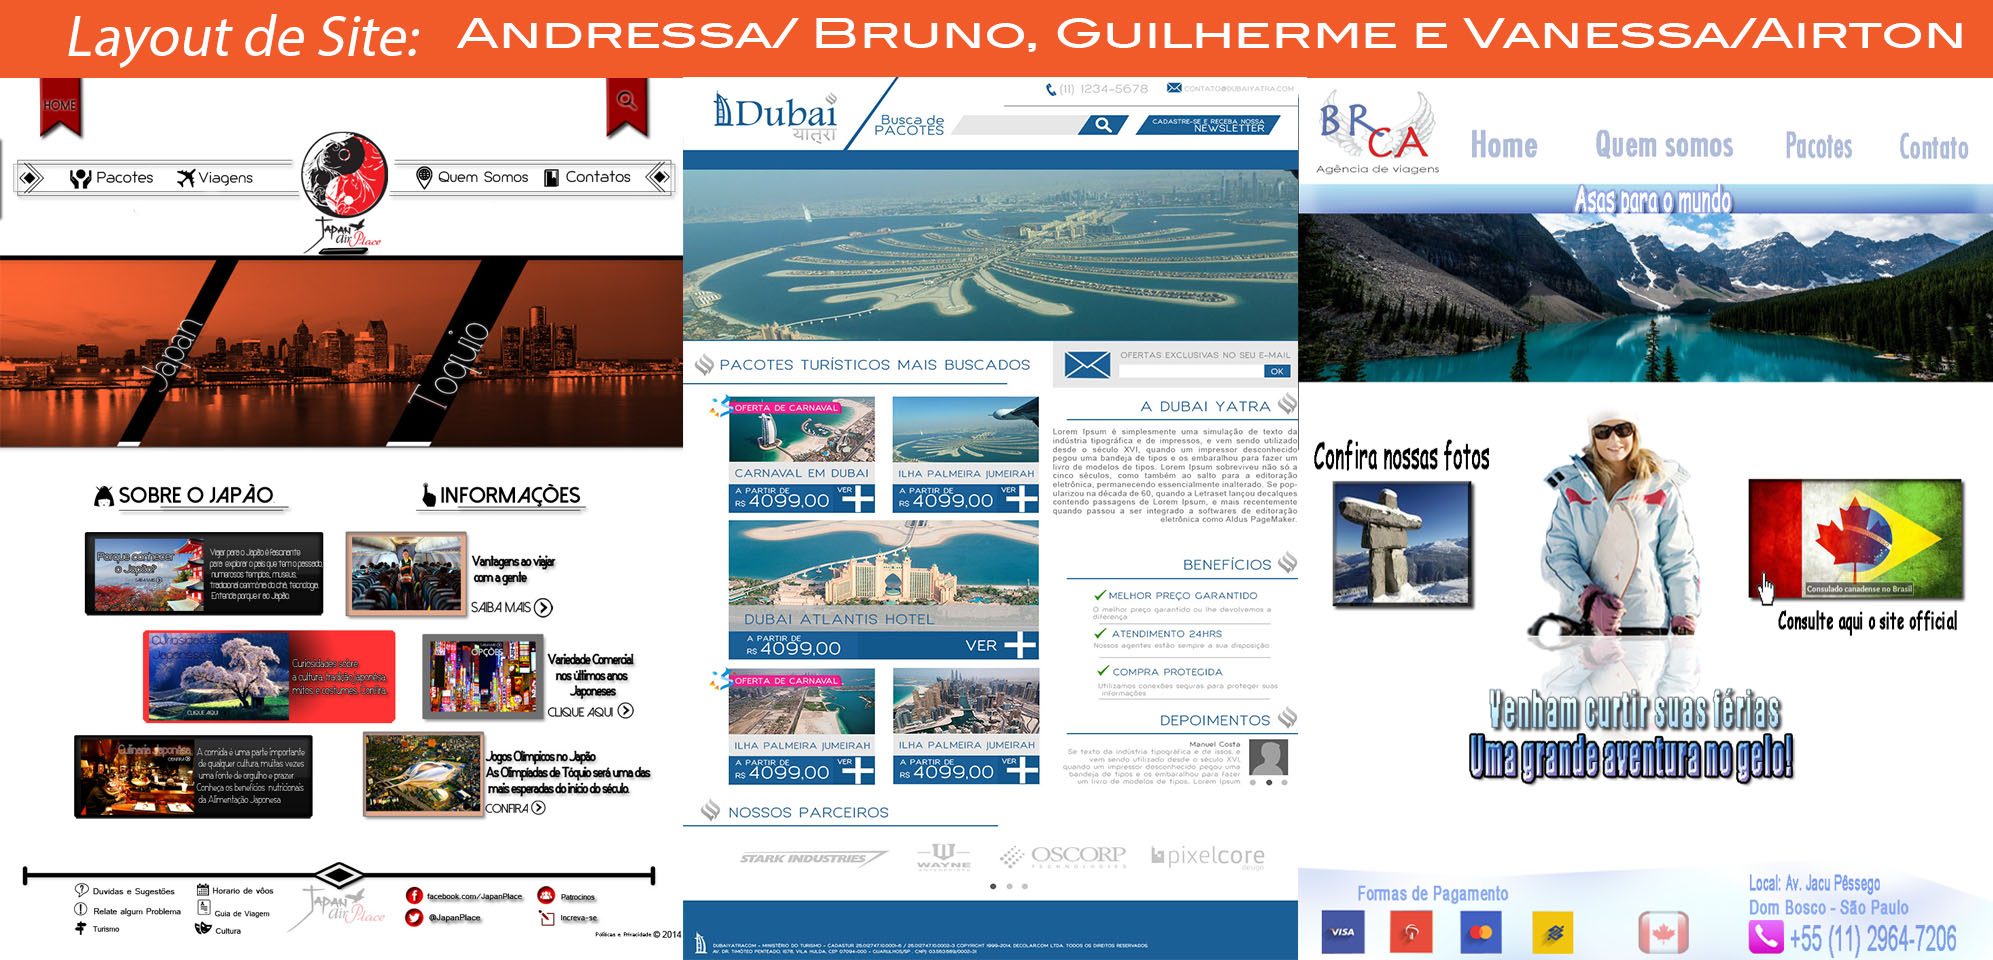 Layout de Site: ANDRESSA/ BRUNO, GUILHERME E VANESSA/AIRTON
HOME
Pacotes
Viagens
Quem Somos
Contatos
JAPAN
air Place
Japan
Toquio
SOBRE O JAPÃO
INFORMAÇÕES
Porque conhecer
o Japão?
SAIBA MAIS
Viajar para o Japão é fascinante
para explorar o país que tem o passado,
numerosos templos, museus,
tradicional cerimônia do chá, tecnologia.
Entenda porque ir ao Japão.
Vantagens ao viajar
com a gente
SAIBA MAIS
Curiosidades
Japonesas
CLIQUE AQUI
Curiosidades sobre
a cultura, tradição japonêsa,
mitos e costumes. Confira.
OPÇÕES
Variedade Comercial
nos últimos anos
Japoneses
CLIQUE AQUI
Culinaria Japonêsa
CONFIRA
A comida é uma parte importante
de qualquer cultura, muitas vezes
uma fonte de orgulho e prazer.
Conheça os benefícios nutricionais
da Alimentação Japonesa
Jogos Olimpicos no Japão
As Olimpíadas de Tóquio será uma das
mais esperadas do início do século.
CONFIRA
Duvidas e Sugestões
Relate algum Problema
Turismo
Horario de vôos
Guia de Viagem
Cultura
JAPAN
air Place
facebook.com/JapanPlace
@JapanPlace
Patrocinos
Increva-se
Políticas e Privacidade © 2014
Dubai
यात्रा
(11) 1234-5678
CONTATO@DUBAIYATRA.COM
Busca de
PACOTES
CADASTRE-SE E RECEBA NOSSA
NEWSLETTER
PACOTES TURÍSTICOS MAIS BUSCADOS
OFERTA DE CARNAVAL
CARNAVAL EM DUBAI
A PARTIR DE
R$ 4099,00
VER
ILHA PALMEIRA JUMEIRAH
A PARTIR DE
R$ 4099,00
VER
DUBAI ATLANTIS HOTEL
A PARTIR DE
R$ 4099,00
VER
OFERTA DE CARNAVAL
ILHA PALMEIRA JUMEIRAH
A PARTIR DE
R$ 4099,00
VER
ILHA PALMEIRA JUMEIRAH
A PARTIR DE
R$ 4099,00
VER
OFERTAS EXCLUSIVAS NO SEU E-MAIL
OK
A DUBAI YATRA
Lorem Ipsum é simplesmente uma simulação de texto da
indústria tipográfica e de impressos, e vem sendo utilizado
desde o século XVI, quando um impressor desconhecido
pegou uma bandeja de tipos e os embaralhou para fazer um
livro de modelos de tipos. Lorem Ipsum sobreviveu não só a
cinco séculos, como também ao salto para a editoração
eletrônica, permanecendo essencialmente inalterado. Se pop-
ularizou na década de 60, quando a Letraset lançou decalques
contendo passagens de Lorem Ipsum, e mais recentemente
quando passou a ser integrado a softwares de editoração
eletrônica como Aldus PageMaker.
BENEFÍCIOS
MELHOR PREÇO GARANTIDO
O melhor preço garantido ou lhe devolvemos a
diferença
ATENDIMENTO 24HRS
Nossos agentes estão sempre a sua disposição
COMPRA PROTEGIDA
Utilizamos conexões seguras para proteger suas
informações
DEPOIMENTOS
Manuel Costa
Se texto da indústria tipográfica e de issos, e
vem sendo utilizado desde o século XVI,
quando um impressor desconhecido pegou uma
bandeja de tipos e os embaralhou para fazer
um livro de modelos de tipos. Lorem Ipsum
NOSSOS PARCEIROS
STARK INDUSTRIES
WAYNE
ENTERPRISES
OSCORP
TECHNOLOGIES
pixelcore
design
BRCA
Agência de viagens
Home
Quem somos
Pacotes
Contato
Asas para o mundo
Confira nossas fotos
Consulado canadense no Brasil
Consulte aqui o site official
Venham curtir suas férias
Uma grande aventura no gelo!
Formas de Pagamento
VISA
Local: Av. Jacu Pêssego
Dom Bosco - São Paulo
+55 (11) 2964-7206